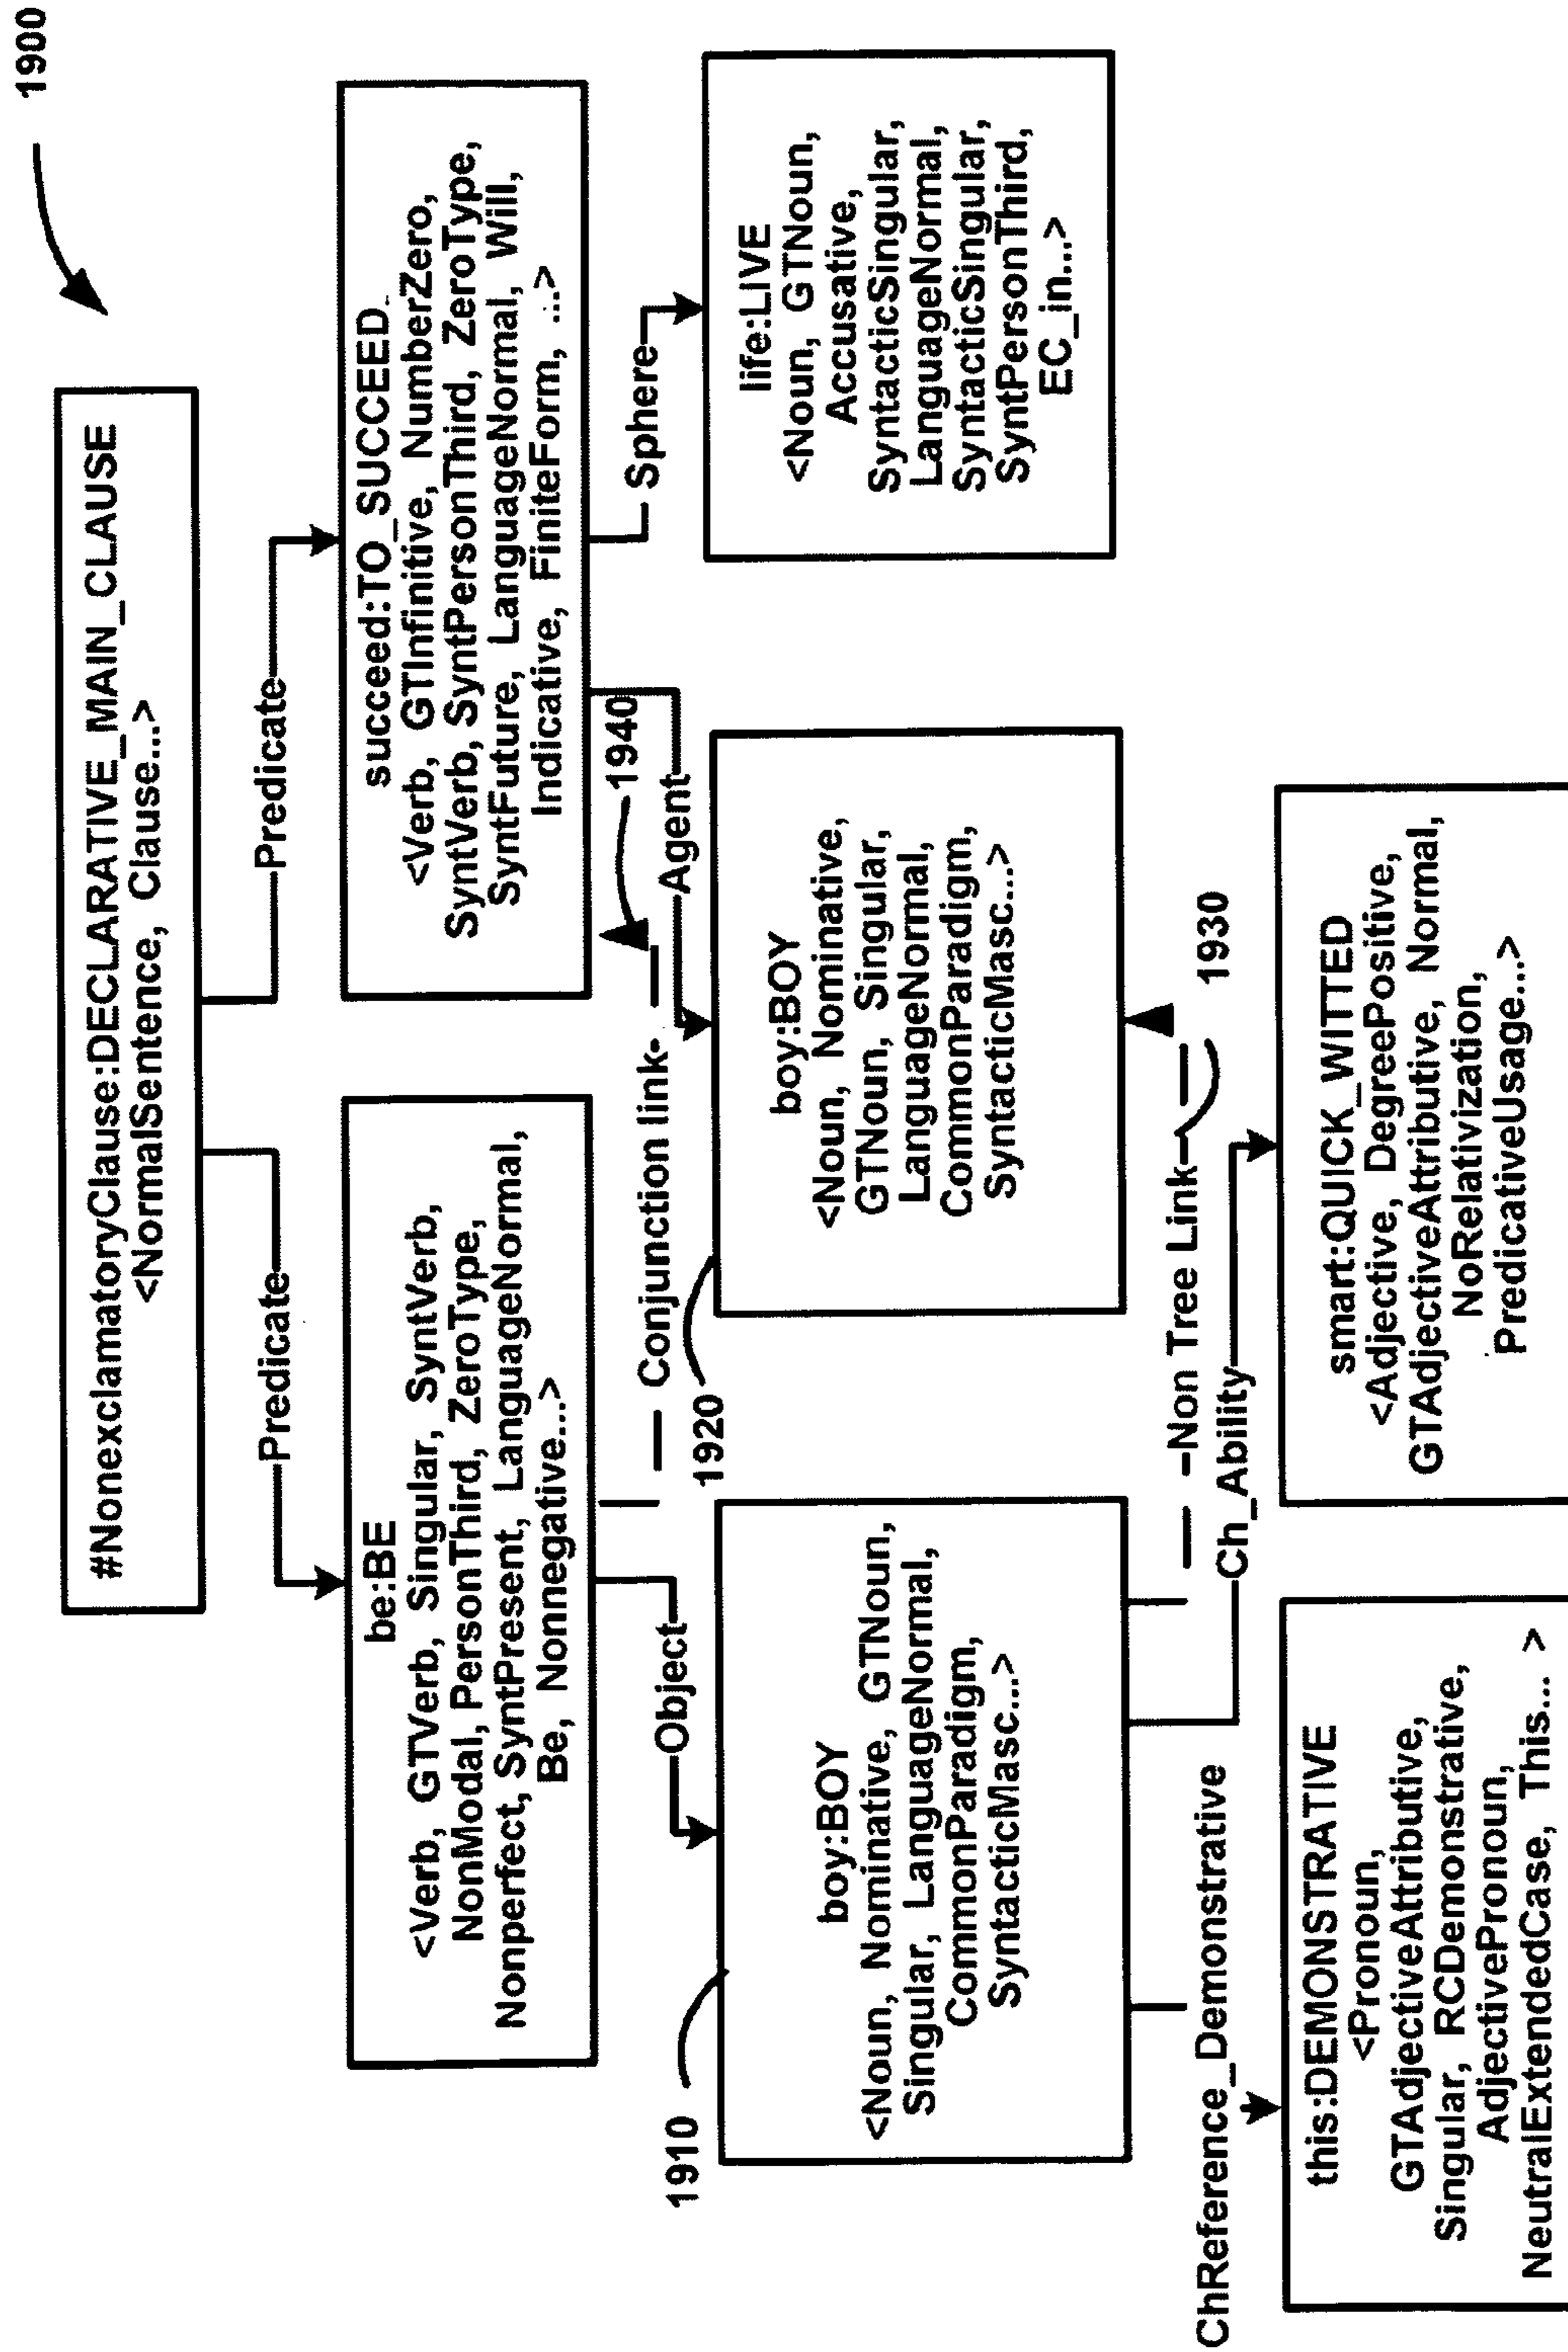 1900
#NonexclamatoryClause:DECLARATIVE_MAIN_CLAUSE
<NormalSentence, Clause...>
Predicate
Predicate
be:BE
<Verb, GTVerb, Singular, SyntVerb,
NonModal, PersonThird, ZeroType,
Nonperfect, SyntPresent, LanguageNormal,
Be, Nonnegative...>
succeed:TO_SUCCEED
<Verb, GTInfinitive, NumberZero,
SyntVerb, SyntPersonThird, ZeroType,
SyntFuture, LanguageNormal, Will,
Indicative, FiniteForm, ...>
Object
Conjunction link
1940
Agent
Sphere
1910
boy:BOY
<Noun, Nominative, GTNoun,
Singular, LanguageNormal,
CommonParadigm,
SyntacticMasc...>
1920
boy:BOY
<Noun, Nominative,
GTNoun, Singular,
LanguageNormal,
CommonParadigm,
SyntacticMasc...>
life:LIVE
<Noun, GTNoun,
Accusative,
SyntacticSingular,
LanguageNormal,
SyntacticSingular,
SyntPersonThird,
EC_in...>
ChReference_Demonstrative
Non Tree Link
1930
Ch_Ability
this:DEMONSTRATIVE
<Pronoun,
GTAdjectiveAttributive,
Singular, RCDemonstrative,
AdjectivePronoun,
NeutralExtendedCase, This... >
smart:QUICK_WITTED
<Adjective, DegreePositive,
GTAdjectiveAttributive, Normal,
NoRelativization,
PredicativeUsage...>